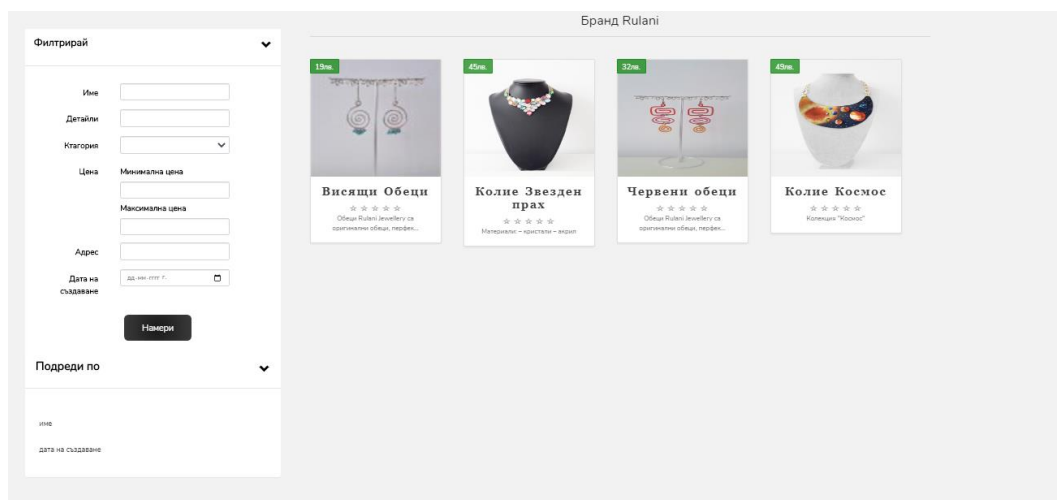 Бранд Rulani
Филтрирай
Име
Детайли
Ктагория
Цена
Минимална цена
Максимална цена
Адрес
Дата на
създаване
дд.мм.гггг г.
Намери
Подреди по
име
дата на създаване
19лв.
Висящи Обеци
Обеци Rulani Jewellery са
оригинални обеци, перфек...
45лв.
Колие Звезден
прах
Материали – кристали – акрил
32лв.
Червени обеци
Обеци Rulani Jewellery са
оригинални обеци, перфек...
49лв.
Колие Космос
Колекция "Космос"